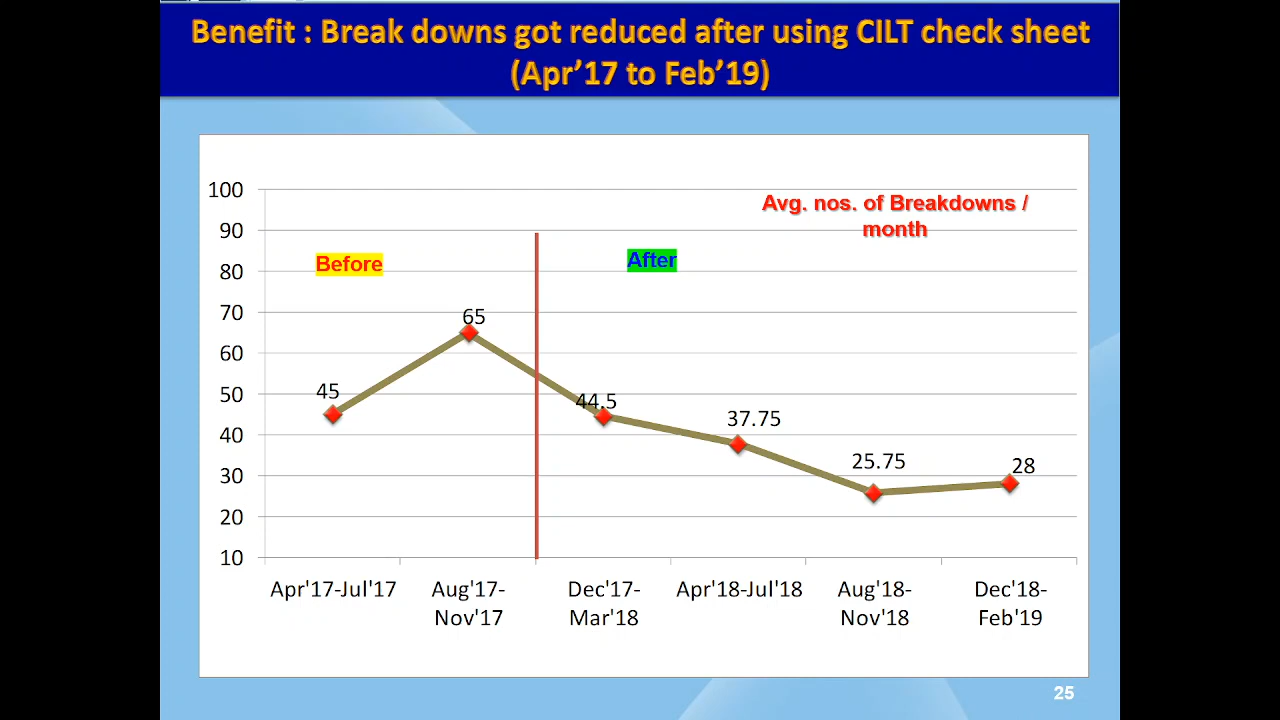 Benefit : Break downs got reduced after using CILT check sheet
(Apr’17 to Feb’19)
100
Avg. nos. of Breakdowns /
month
90
Before
After
80
70
65
60
50
45
44.5
40
37.75
30
25.75
28
20
10
Apr'17-Jul'17
Aug'17-
Nov'17
Dec'17-
Mar'18
Apr'18-Jul'18
Aug'18-
Nov'18
Dec'18-
Feb'19
25